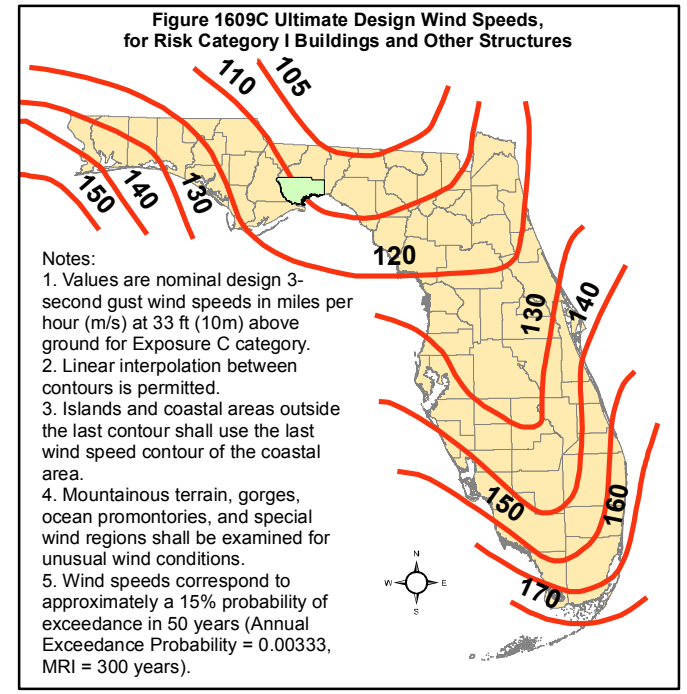 Figure 1609C Ultimate Design Wind Speeds,
for Risk Category I Buildings and Other Structures
110
105
150
140
130
120
130
140
150
160
170
Notes:
1. Values are nominal design 3-
second gust wind speeds in miles per
hour (m/s) at 33 ft (10m) above
ground for Exposure C category.
2. Linear interpolation between
contours is permitted.
3. Islands and coastal areas outside
the last contour shall use the last
wind speed contour of the coastal
area.
4. Mountainous terrain, gorges,
ocean promontories, and special
wind regions shall be examined for
unusual wind conditions.
5. Wind speeds correspond to
approximately a 15% probability of
exceedance in 50 years (Annual
Exceedance Probability = 0.00333,
MRI = 300 years).
N
W E
S